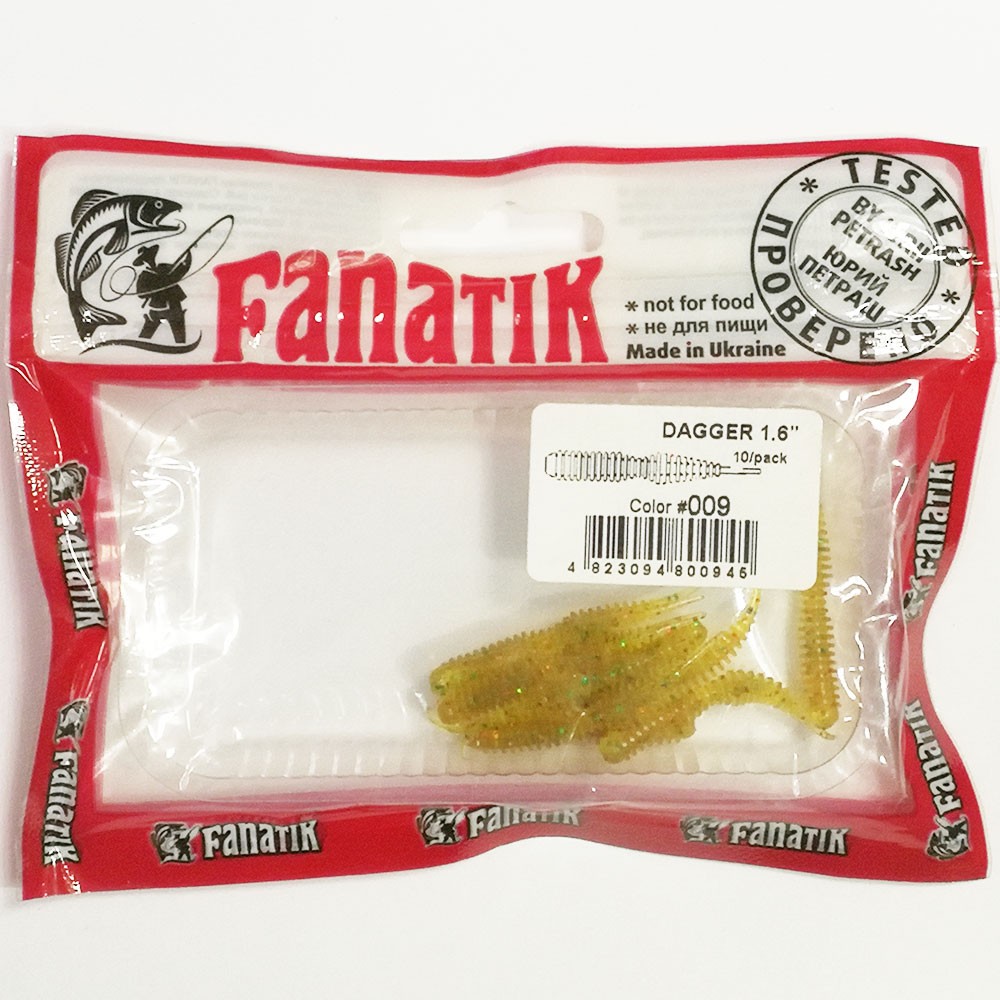 FANATIK
* not for food
* не для пищи
Made in Ukraine
* TESTED *
BY
PETRASH
ЮРИЙ
ПЕТРАШ
ПРОВЕРЕНО
DAGGER 1.6"
10/pack
Color #009
4 823094 800945
FANATIK
FANATIK
FANATIK
FANATIK
FANATIK
FANATIK
FANATIK